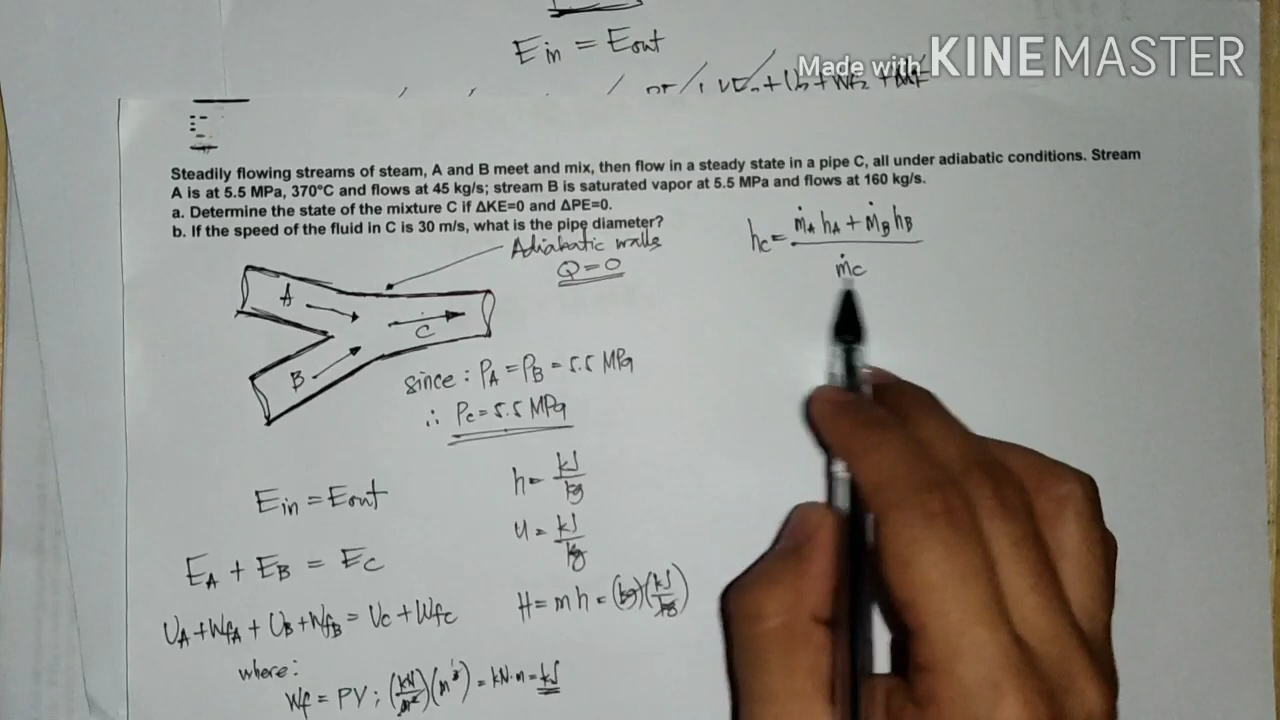 Ein = Eout
Made with KINEMASTER
Steadily flowing streams of steam, A and B meet and mix, then flow in a steady state in a pipe C, all under adiabatic conditions. Stream
A is at 5.5 MPa, 370°C and flows at 45 kg/s; stream B is saturated vapor at 5.5 MPa and flows at 160 kg/s.
a. Determine the state of the mixture C if ΔKE=0 and ΔPE=0.
b. If the speed of the fluid in C is 30 m/s, what is the pipe diameter?
Adiabatic walls
Q=0
hc = ṁA hA + ṁB hB
ṁc
A
C
B
since : PA = PB = 5.5 MPa
∴ Pc = 5.5 MPa
Ein = Eout
h = kJ/kg
u = kJ/kg
EA + EB = EC
H = mh = (kg)(kJ/kg)
UA + WfA + UB + WfB = Uc + Wfc
where:
Wf = PV ; (kN/m²)(m³) = kN·m = kJ